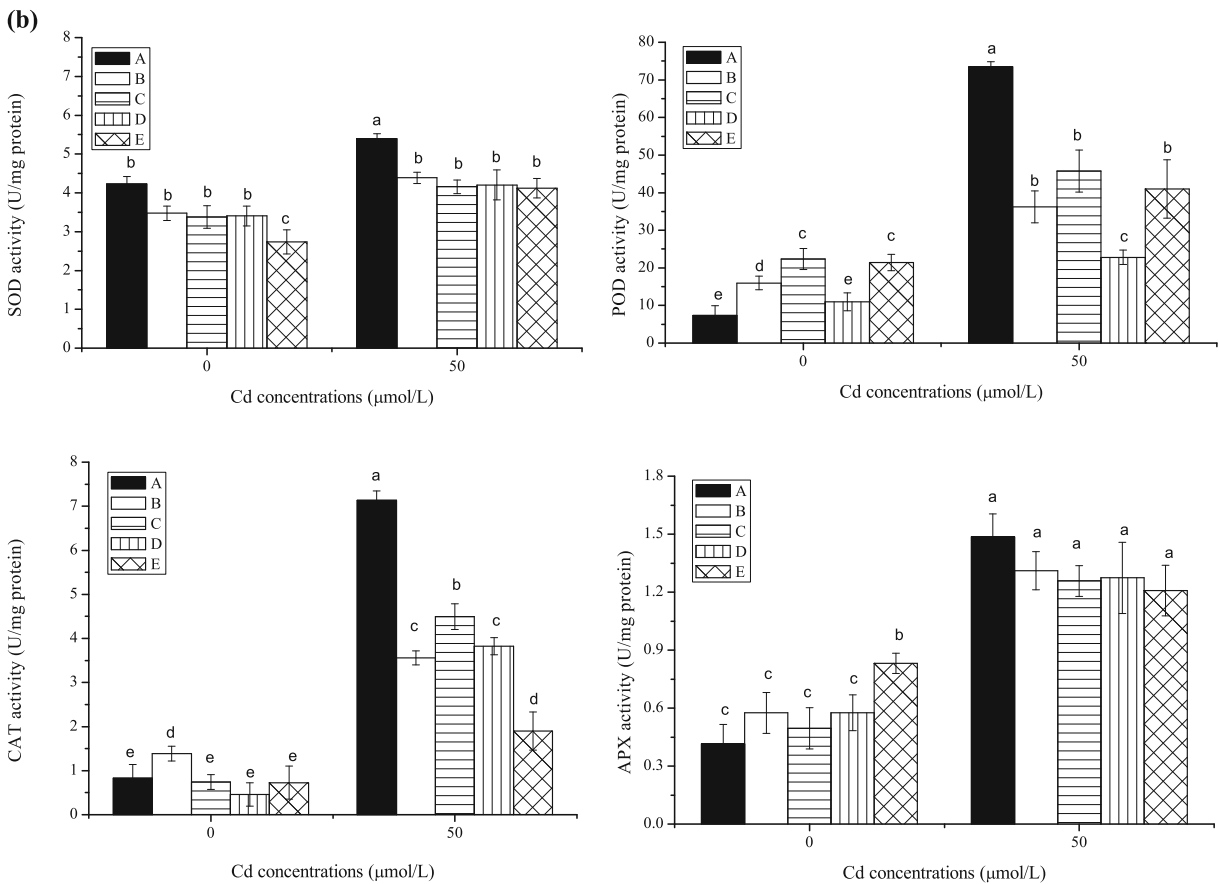 (b)
SOD activity (U/mg protein)
8
7
6
5
4
3
2
1
0
A
B
C
D
E
b
b
b
b
c
a
b
b
b
b
0
50
Cd concentrations (μmol/L)
POD activity (U/mg protein)
80
70
60
50
40
30
20
10
0
A
B
C
D
E
e
d
c
e
c
a
b
b
c
b
0
50
Cd concentrations (μmol/L)
CAT activity (U/mg protein)
8
7
6
5
4
3
2
1
0
A
B
C
D
E
e
d
e
e
e
a
c
b
c
d
0
50
Cd concentrations (μmol/L)
APX activity (U/mg protein)
1.8
1.5
1.2
0.9
0.6
0.3
0.0
A
B
C
D
E
c
c
c
c
b
a
a
a
a
a
0
50
Cd concentrations (μmol/L)